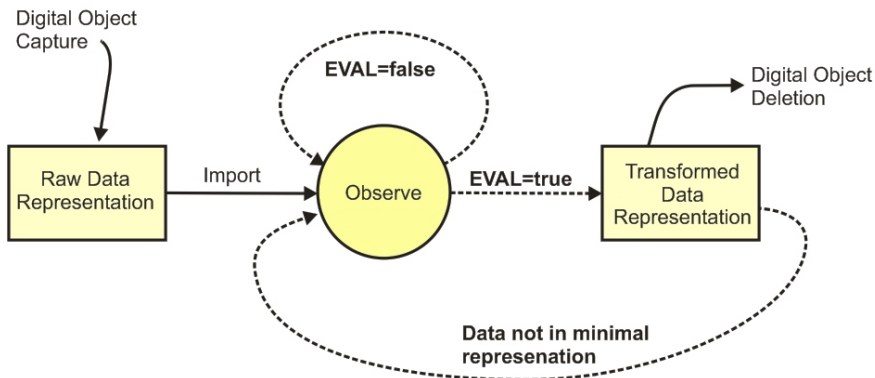 Digital Object
Capture
EVAL=false
Digital Object
Deletion
Raw Data
Representation
Import
Observe
EVAL=true
Transformed
Data
Representation
Data not in minimal
represenation